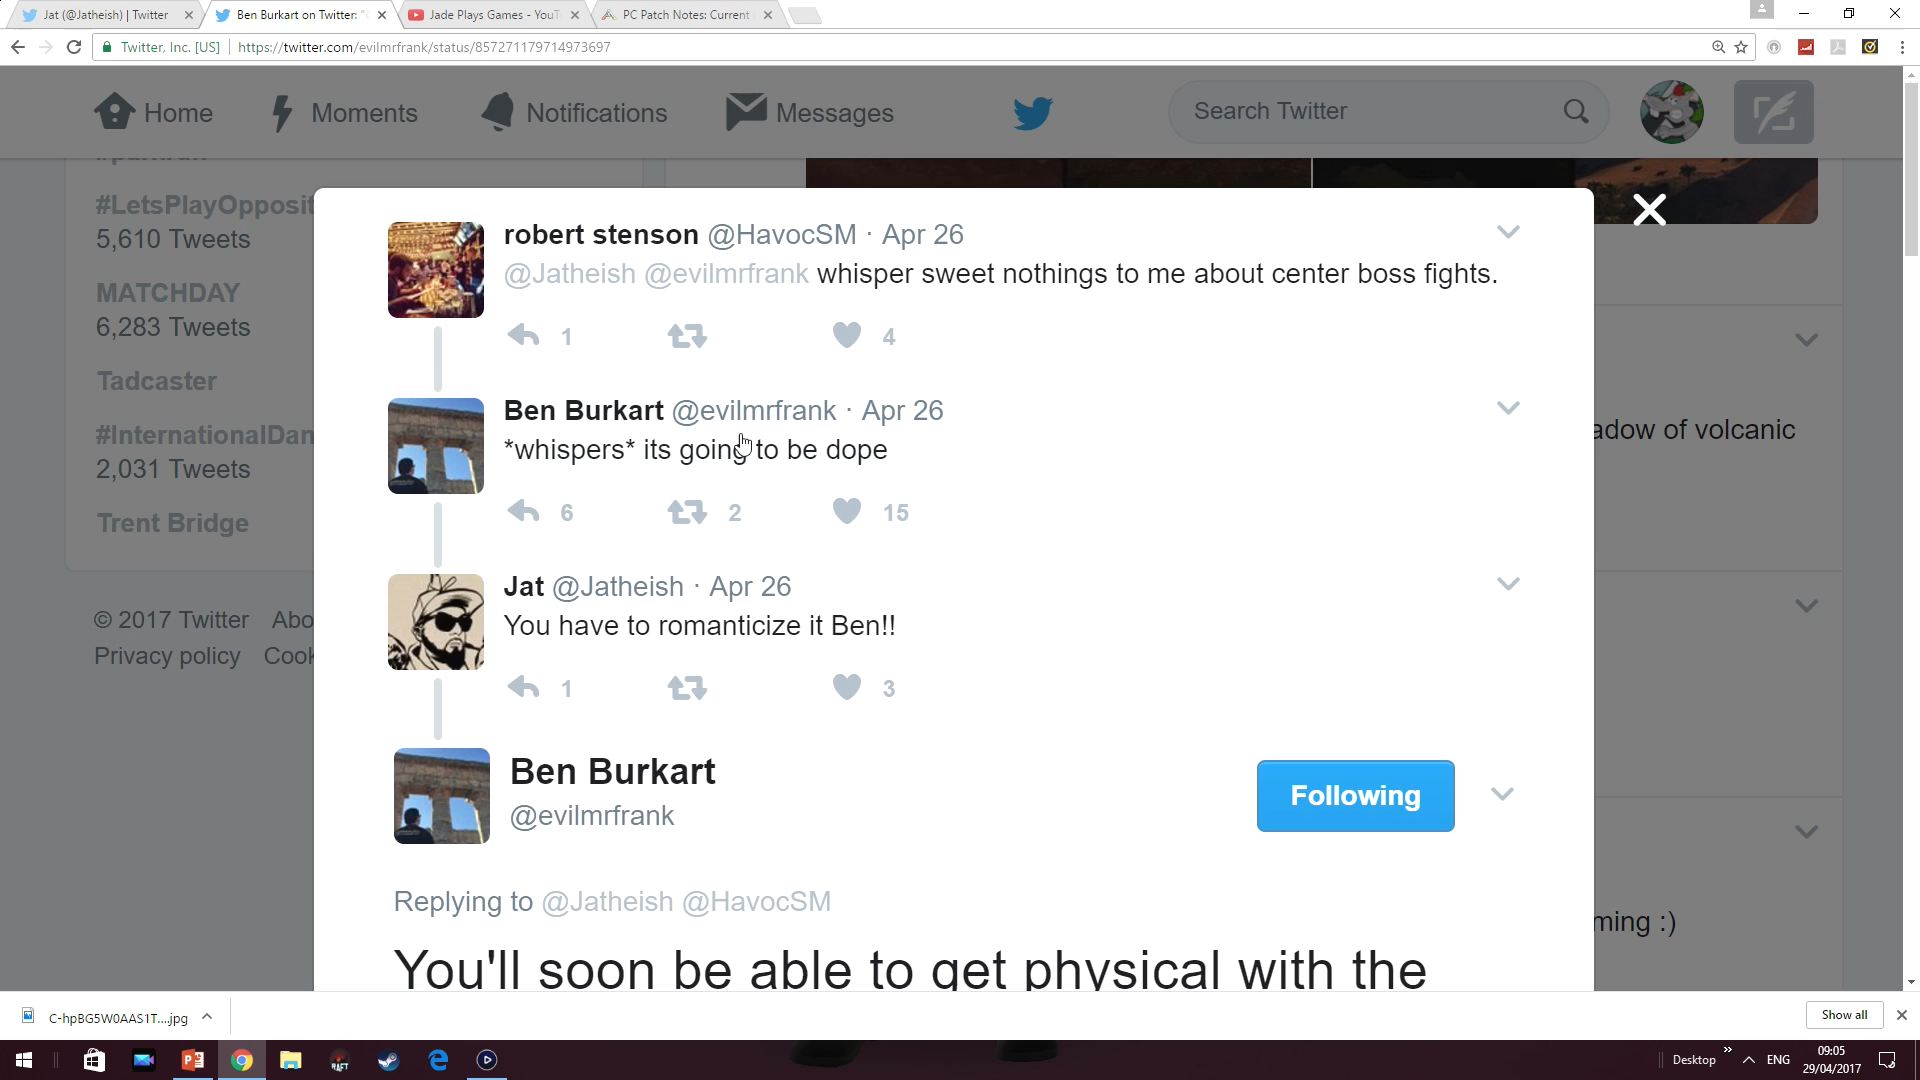 Jat (@Jatheish) | Twitter
Ben Burkart on Twitter: "
Jade Plays Games - YouT
PC Patch Notes: Current
Twitter, Inc. [US]
https://twitter.com/evilmrfrank/status/857271179714973697
Home
Moments
Notifications
Messages
Search Twitter
#LetsPlayOpposit
5,610 Tweets
MATCHDAY
6,283 Tweets
Tadcaster
#InternationalDan
2,031 Tweets
Trent Bridge
© 2017 Twitter Abo
Privacy policy Cook
robert stenson @HavocSM · Apr 26
@Jatheish @evilmrfrank whisper sweet nothings to me about center boss fights.
1
4
Ben Burkart @evilmrfrank · Apr 26
*whispers* its going to be dope
6
2
15
Jat @Jatheish · Apr 26
You have to romanticize it Ben!!
1
3
Ben Burkart
@evilmrfrank
Following
Replying to @Jatheish @HavocSM
You'll soon be able to get physical with the
adow of volcanic
ming :)
C-hpBG5W0AAS1T....jpg
Show all
RAFT
Desktop
ENG
09:05
29/04/2017